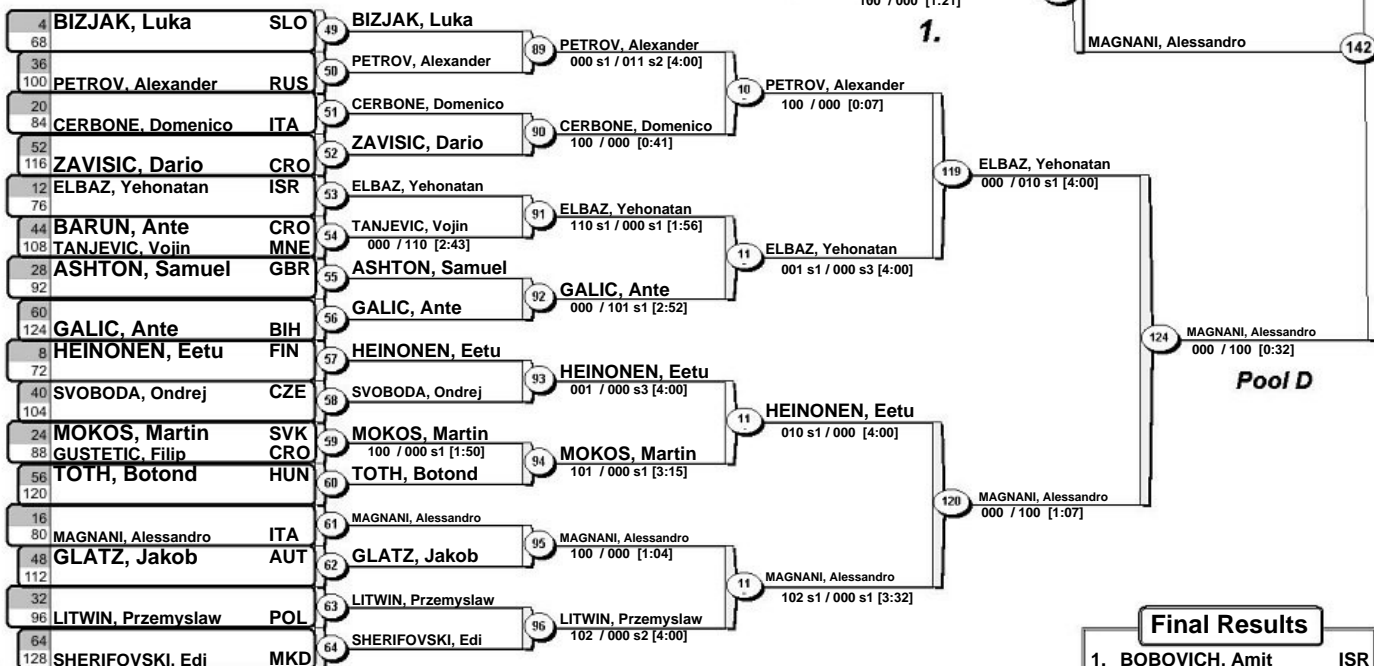 100 / 000 [1:21]
1.
MAGNANI, Alessandro
142
4 BIZJAK, Luka SLO
68
49
BIZJAK, Luka
36
100 PETROV, Alexander RUS
50
PETROV, Alexander
89
PETROV, Alexander
000 s1 / 011 s2 [4:00]
20
84 CERBONE, Domenico ITA
51
CERBONE, Domenico
52
116 ZAVISIC, Dario CRO
52
ZAVISIC, Dario
90
CERBONE, Domenico
100 / 000 [0:41]
10
PETROV, Alexander
100 / 000 [0:07]
12 ELBAZ, Yehonatan ISR
76
53
ELBAZ, Yehonatan
44 BARUN, Ante CRO
108 TANJEVIC, Vojin MNE
54
TANJEVIC, Vojin
000 / 110 [2:43]
91
ELBAZ, Yehonatan
110 s1 / 000 s1 [1:56]
28 ASHTON, Samuel GBR
92
55
ASHTON, Samuel
60
124 GALIC, Ante BIH
56
GALIC, Ante
92
GALIC, Ante
000 / 101 s1 [2:52]
11
ELBAZ, Yehonatan
001 s1 / 000 s3 [4:00]
119
ELBAZ, Yehonatan
000 / 010 s1 [4:00]
8 HEINONEN, Eetu FIN
72
57
HEINONEN, Eetu
40 SVOBODA, Ondrej CZE
104
58
SVOBODA, Ondrej
93
HEINONEN, Eetu
001 / 000 s3 [4:00]
24 MOKOS, Martin SVK
88 GUSTETIC, Filip CRO
59
MOKOS, Martin
100 / 000 s1 [1:50]
56 TOTH, Botond HUN
120
60
TOTH, Botond
94
MOKOS, Martin
101 / 000 s1 [3:15]
11
HEINONEN, Eetu
010 s1 / 000 [4:00]
16
80 MAGNANI, Alessandro ITA
61
MAGNANI, Alessandro
48 GLATZ, Jakob AUT
112
62
GLATZ, Jakob
95
MAGNANI, Alessandro
100 / 000 [1:04]
32
96 LITWIN, Przemyslaw POL
63
LITWIN, Przemyslaw
64
128 SHERIFOVSKI, Edi MKD
64
SHERIFOVSKI, Edi
96
LITWIN, Przemyslaw
102 / 000 s2 [4:00]
11
MAGNANI, Alessandro
102 s1 / 000 s1 [3:32]
120
MAGNANI, Alessandro
000 / 100 [1:07]
124
MAGNANI, Alessandro
000 / 100 [0:32]
Pool D
Final Results
1. BOBOVICH, Amit ISR